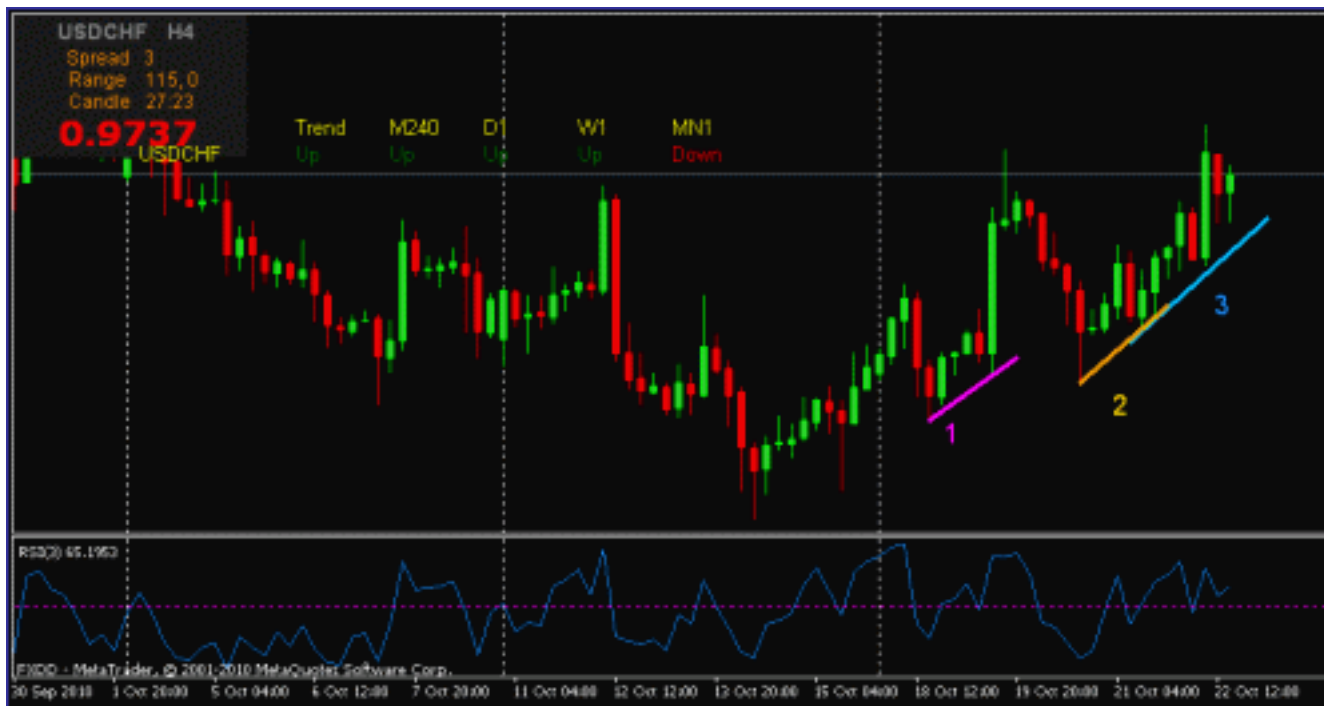 USDCHF H4
Spread 3
Range 115,0
Candle 27:23
0.9737
Trend M240 D1 W1 MN1
USDCHF Up Up Up Up Down
1
2
3
RSI(3) 65.1953
FXDD - MetaTrader, © 2001-2010 MetaQuotes Software Corp.
30 Sep 2010 1 Oct 20:00 5 Oct 04:00 6 Oct 12:00 7 Oct 20:00 11 Oct 04:00 12 Oct 12:00 13 Oct 20:00 15 Oct 04:00 18 Oct 12:00 19 Oct 20:00 21 Oct 04:00 22 Oct 12:00